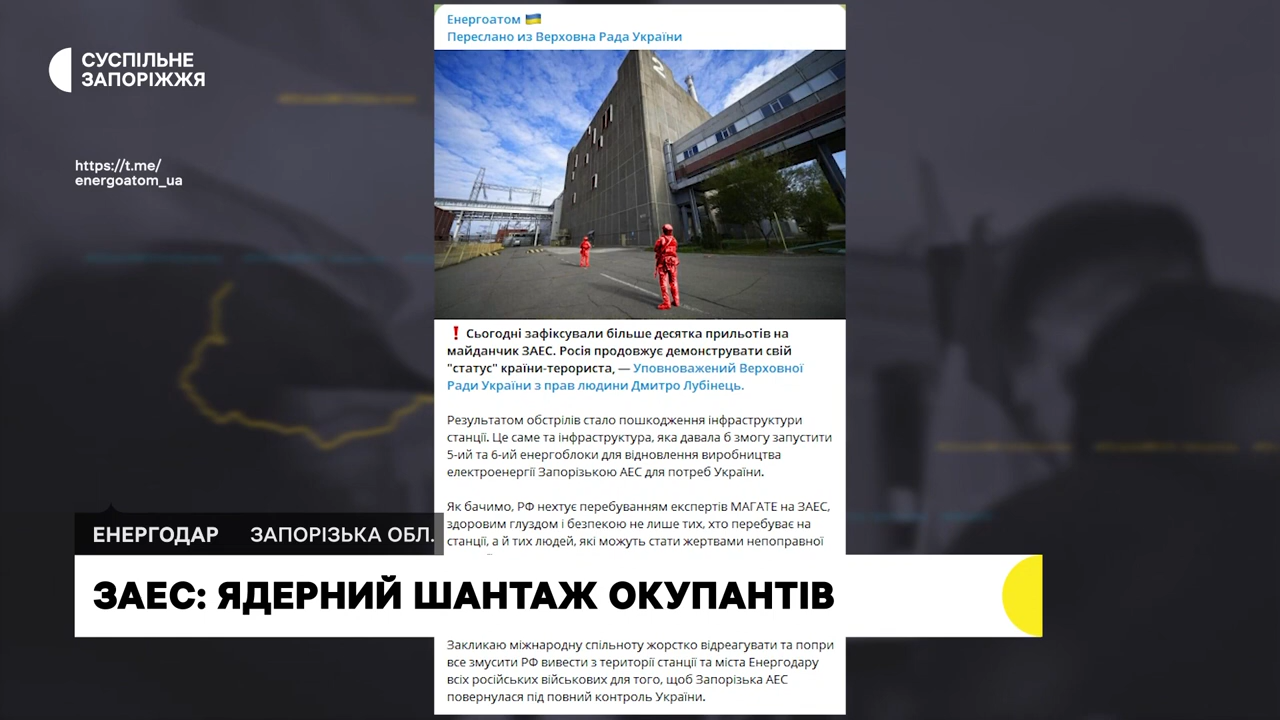 СУСПІЛЬНЕ
ЗАПОРІЖЖЯ
https://t.me/
energoatom_ua
Енергоатом
Переслано из Верховна Рада України
2
Сьогодні зафіксували більше десятка прильотів на
майданчик ЗАЕС. Росія продовжує демонструвати свій
"статус" країни-терориста, — Уповноважений Верховної
Ради України з прав людини Дмитро Лубінець.
Результатом обстрілів стало пошкодження інфраструктури
станції. Це саме та інфраструктура, яка давала б змогу запустити
5-ий та 6-ий енергоблоки для відновлення виробництва
електроенергії Запорізькою АЕС для потреб України.
Як бачимо, РФ нехтує перебуванням експертів МАГАТЕ на ЗАЕС,
здоровим глуздом і безпекою не лише тих, хто перебуває на
станції, а й тих людей, які можуть стати жертвами непоправної
ЕНЕРГОДАР ЗАПОРІЗЬКА ОБЛ.
ЗАЕС: ЯДЕРНИЙ ШАНТАЖ ОКУПАНТІВ
Закликаю міжнародну спільноту жорстко відреагувати та попри
все змусити РФ вивести з території станції та міста Енергодару
всіх російських військових для того, щоб Запорізька АЕС
повернулася під повний контроль України.